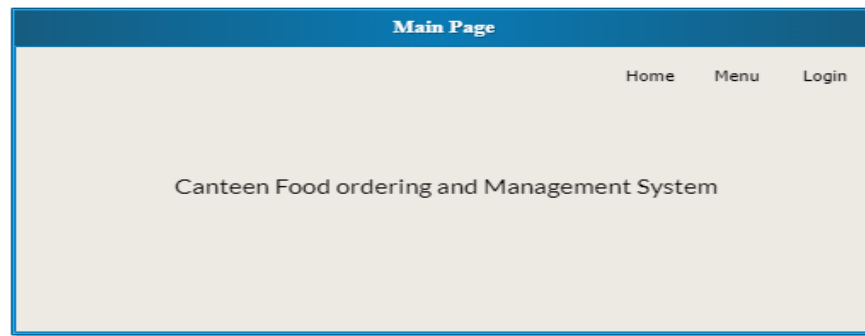 Main Page
Home Menu Login
Canteen Food ordering and Management System